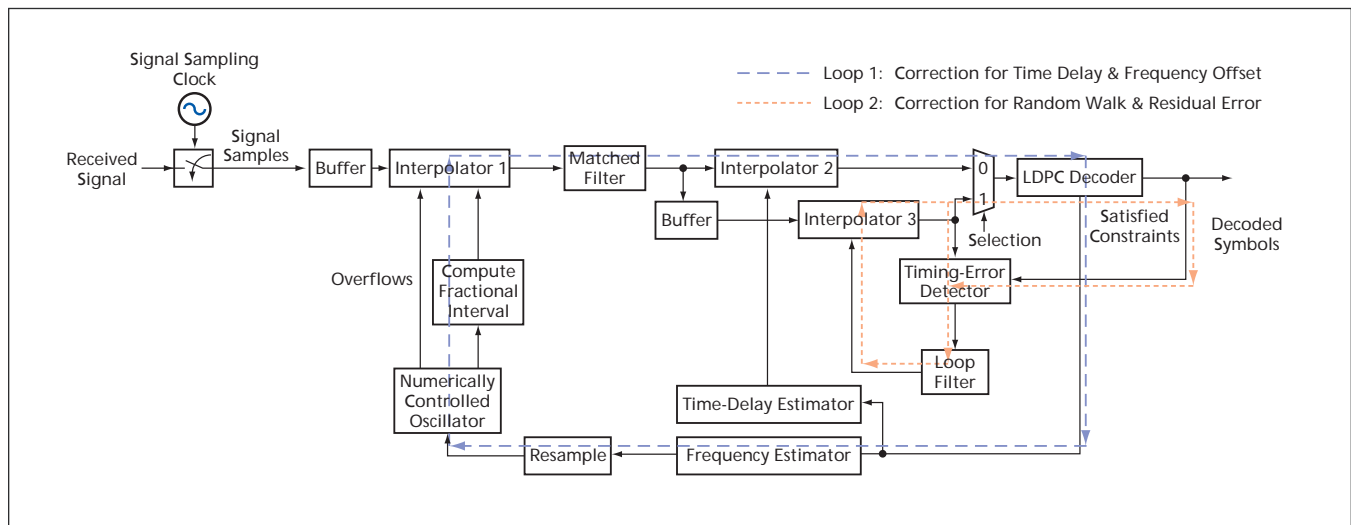 Signal Sampling
Clock
Loop 1: Correction for Time Delay & Frequency Offset
Loop 2: Correction for Random Walk & Residual Error
Received
Signal
Signal
Samples
Buffer
Interpolator 1
Matched
Filter
Interpolator 2
0
1
LDPC Decoder
Buffer
Interpolator 3
Selection
Satisfied
Constraints
Decoded
Symbols
Overflows
Compute
Fractional
Interval
Timing-Error
Detector
Loop
Filter
Numerically
Controlled
Oscillator
Time-Delay Estimator
Resample
Frequency Estimator